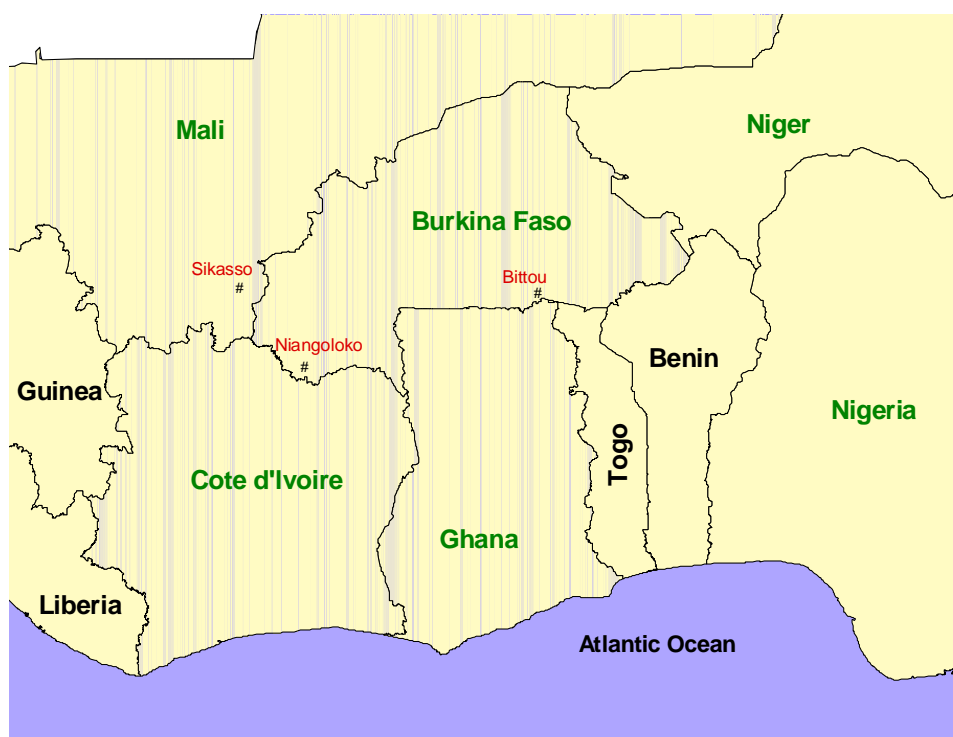 Niger
Mali
Burkina Faso
Sikasso
#
Bittou
#
Niangoloko
#
Benin
Guinea
Nigeria
Togo
Cote d'Ivoire
Ghana
Liberia
Atlantic Ocean